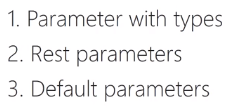 1. Parameter with types
2. Rest parameters
3. Default parameters